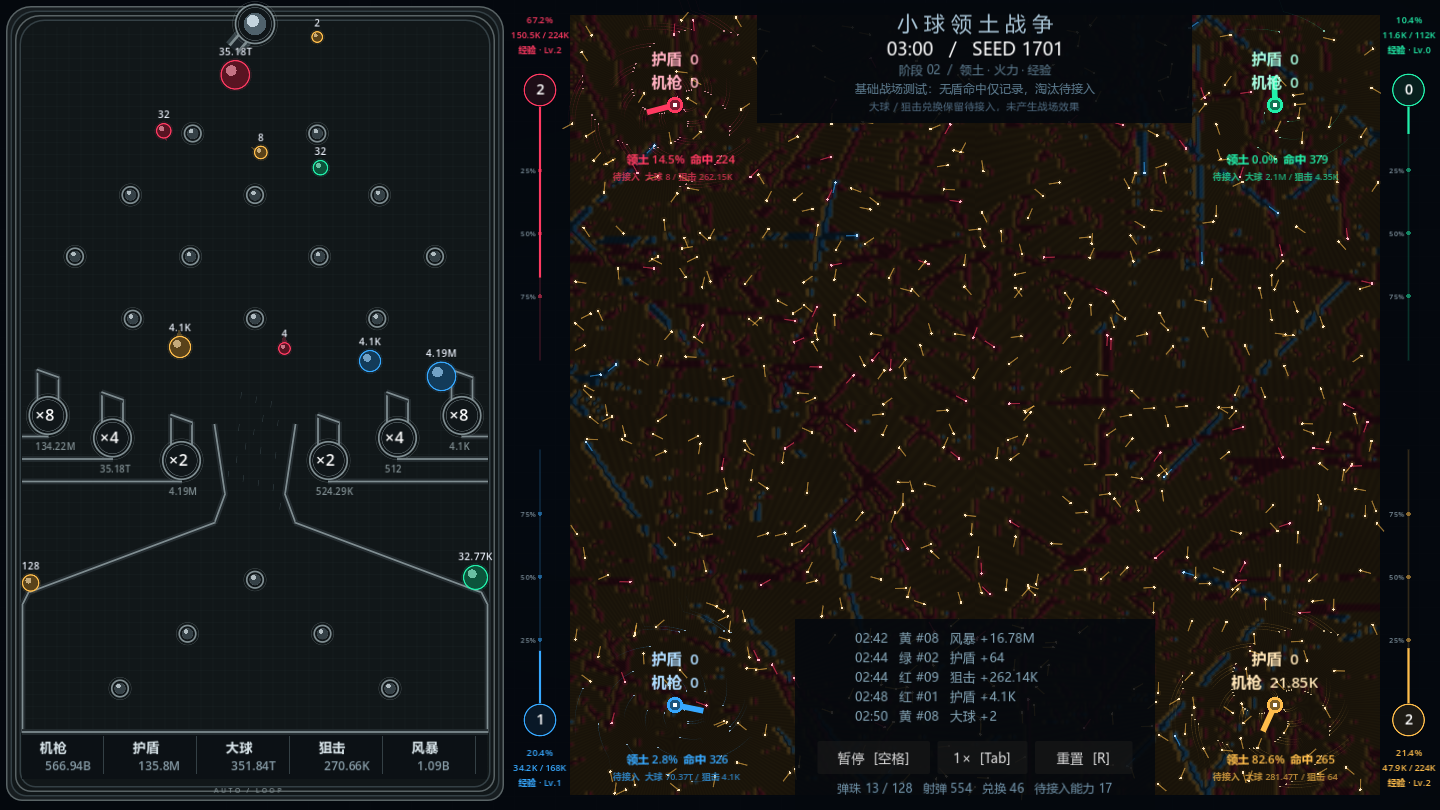 2
35.18T
32
8
32
4.1K
4
4.1K
4.19M
×8
×8
134.22M
×4
×4
4.1K
35.18T
×2
×2
512
4.19M
524.29K
128
32.77K
机枪 护盾 大球 狙击 风暴
566.94B 135.8M 351.84T 270.66K 1.09B
AUTO / LOOP
67.2%
150.5K / 224K
经验 · Lv.2
2
25%
50%
75%
护盾 0
机枪 0
领土 14.5% 命中 224
待接入 大球 8 / 狙击 262.15K
小球领土战争
03:00 / SEED 1701
阶段 02 / 领土 · 火力 · 经验
基础战场测试: 无盾命中仅记录, 淘汰待接入
大球 / 狙击兑换保留待接入, 未产生战场效果
护盾 0
机枪 0
领土 0.0% 命中 379
待接入 大球 2.1M / 狙击 4.35K
10.4%
11.6K / 112K
经验 · Lv.0
0
25%
50%
75%
75%
50%
25%
1
20.4%
34.2K / 168K
经验 · Lv.1
护盾 0
机枪 0
领土 2.8% 命中 326
02:42 黄 #08 风暴 +16.78M
02:44 绿 #02 护盾 +64
02:44 红 #09 狙击 +262.14K
02:48 红 #01 护盾 +4.1K
02:50 黄 #08 大球 +2
暂停 [空格] 1× [Tab] 重置 [R]
弹珠 13 / 128 射弹 554 兑换 46 待接入能力 17
护盾 0
机枪 21.85K
领土 82.6% 命中 265
待接入 大球 281.47T / 狙击 64
75%
50%
25%
2
21.4%
47.9K / 224K
经验 · Lv.2